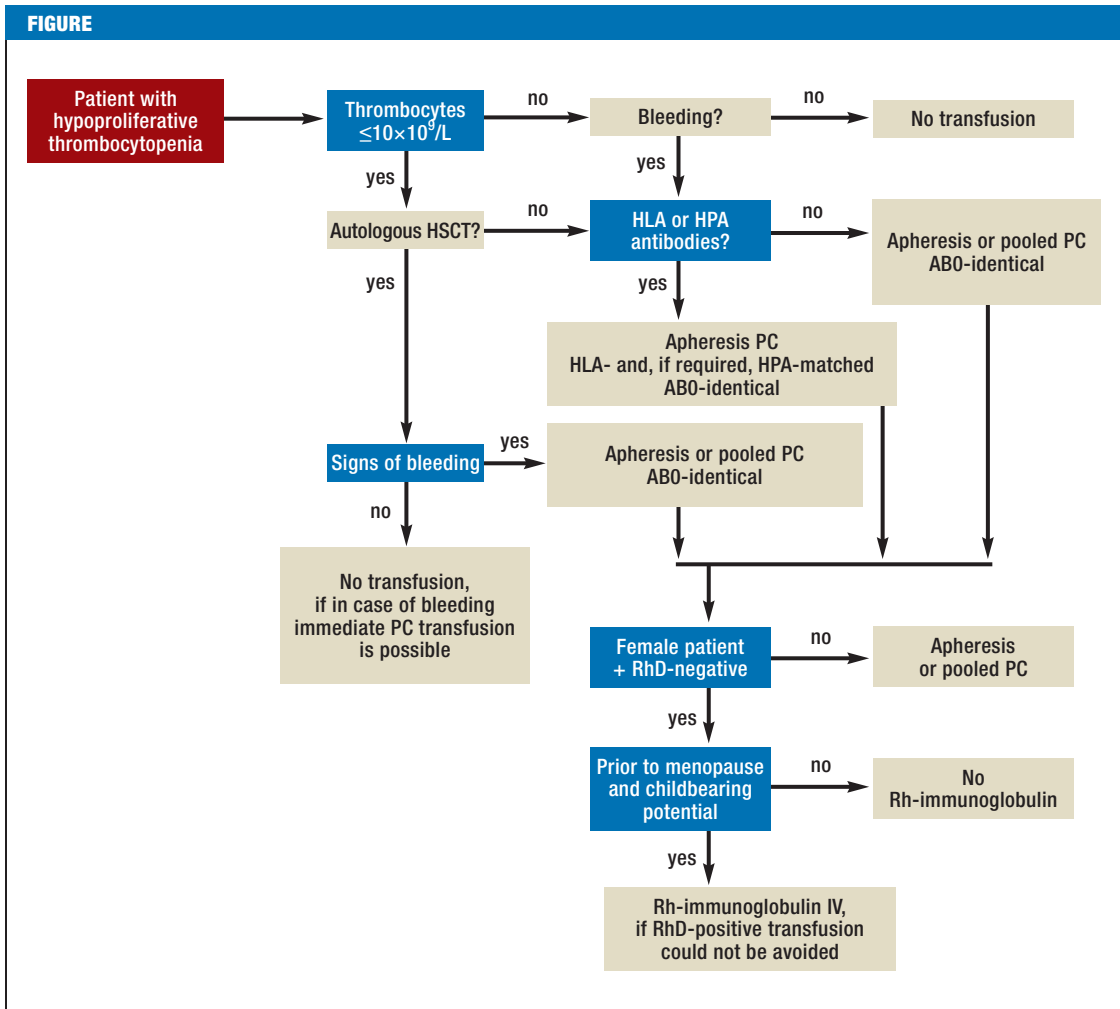 FIGURE
Patient with
hypoproliferative
thrombocytopenia
Thrombocytes
≤10×10⁹/L
no
Bleeding?
no
No transfusion
yes
yes
Autologous HSCT?
no
HLA or HPA
antibodies?
no
Apheresis or pooled PC
AB0-identical
yes
yes
Apheresis PC
HLA- and, if required, HPA-matched
AB0-identical
Signs of bleeding
yes
Apheresis or pooled PC
AB0-identical
no
No transfusion,
if in case of bleeding
immediate PC transfusion
is possible
Female patient
+ RhD-negative
no
Apheresis
or pooled PC
yes
Prior to menopause
and childbearing
potential
no
No
Rh-immunoglobulin
yes
Rh-immunoglobulin IV,
if RhD-positive transfusion
could not be avoided